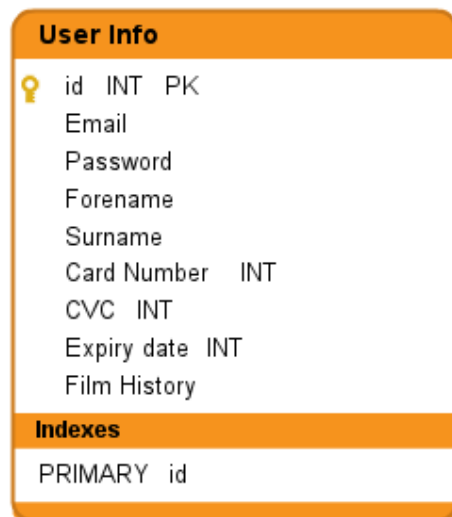 User Info
id INT PK
Email
Password
Forename
Surname
Card Number INT
CVC INT
Expiry date INT
Film History
Indexes
PRIMARY id